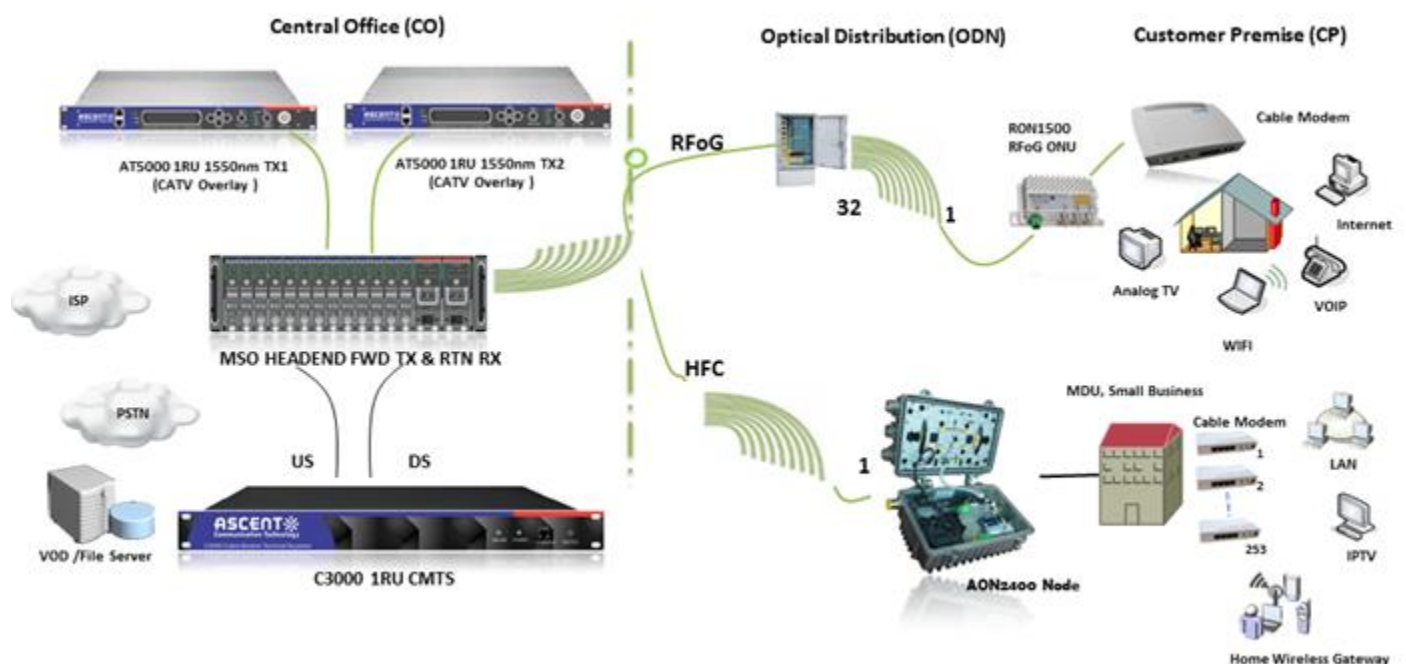 Central Office (CO)
Optical Distribution (ODN)
Customer Premise (CP)
ASCENT
ASCENT
AT5000 1RU 1550nm TX1
(CATV Overlay )
AT5000 1RU 1550nm TX2
(CATV Overlay )
RFoG
32
1
RON1500
RFoG ONU
Cable Modem
Internet
Analog TV
VOIP
WIFI
ISP
MSO HEADEND FWD TX & RTN RX
PSTN
US
DS
HFC
1
MDU, Small Business
Cable Modem
1
2
253
LAN
IPTV
VOD /File Server
ASCENT
Communication Technology
C3000 1RU CMTS
AON2400 Node
Home Wireless Gateway